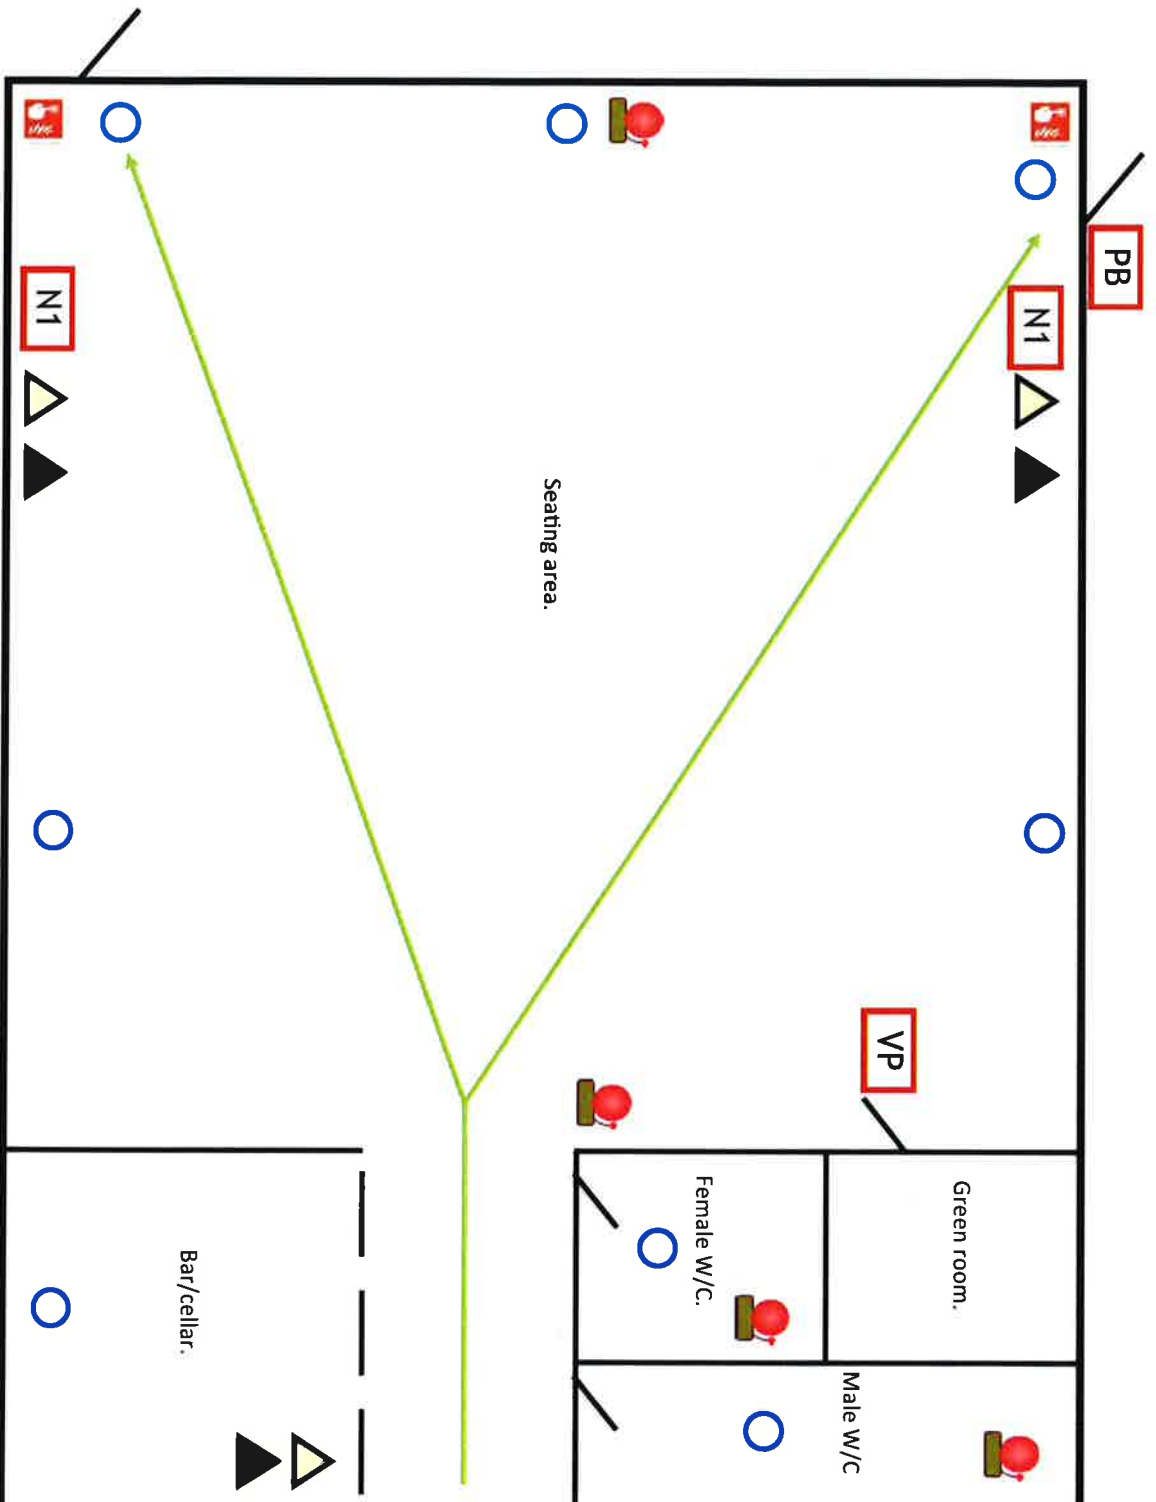 PB
N1
N1
Seating area.
VP
Green room.
Female W/C.
Male W/C
Bar/cellar.